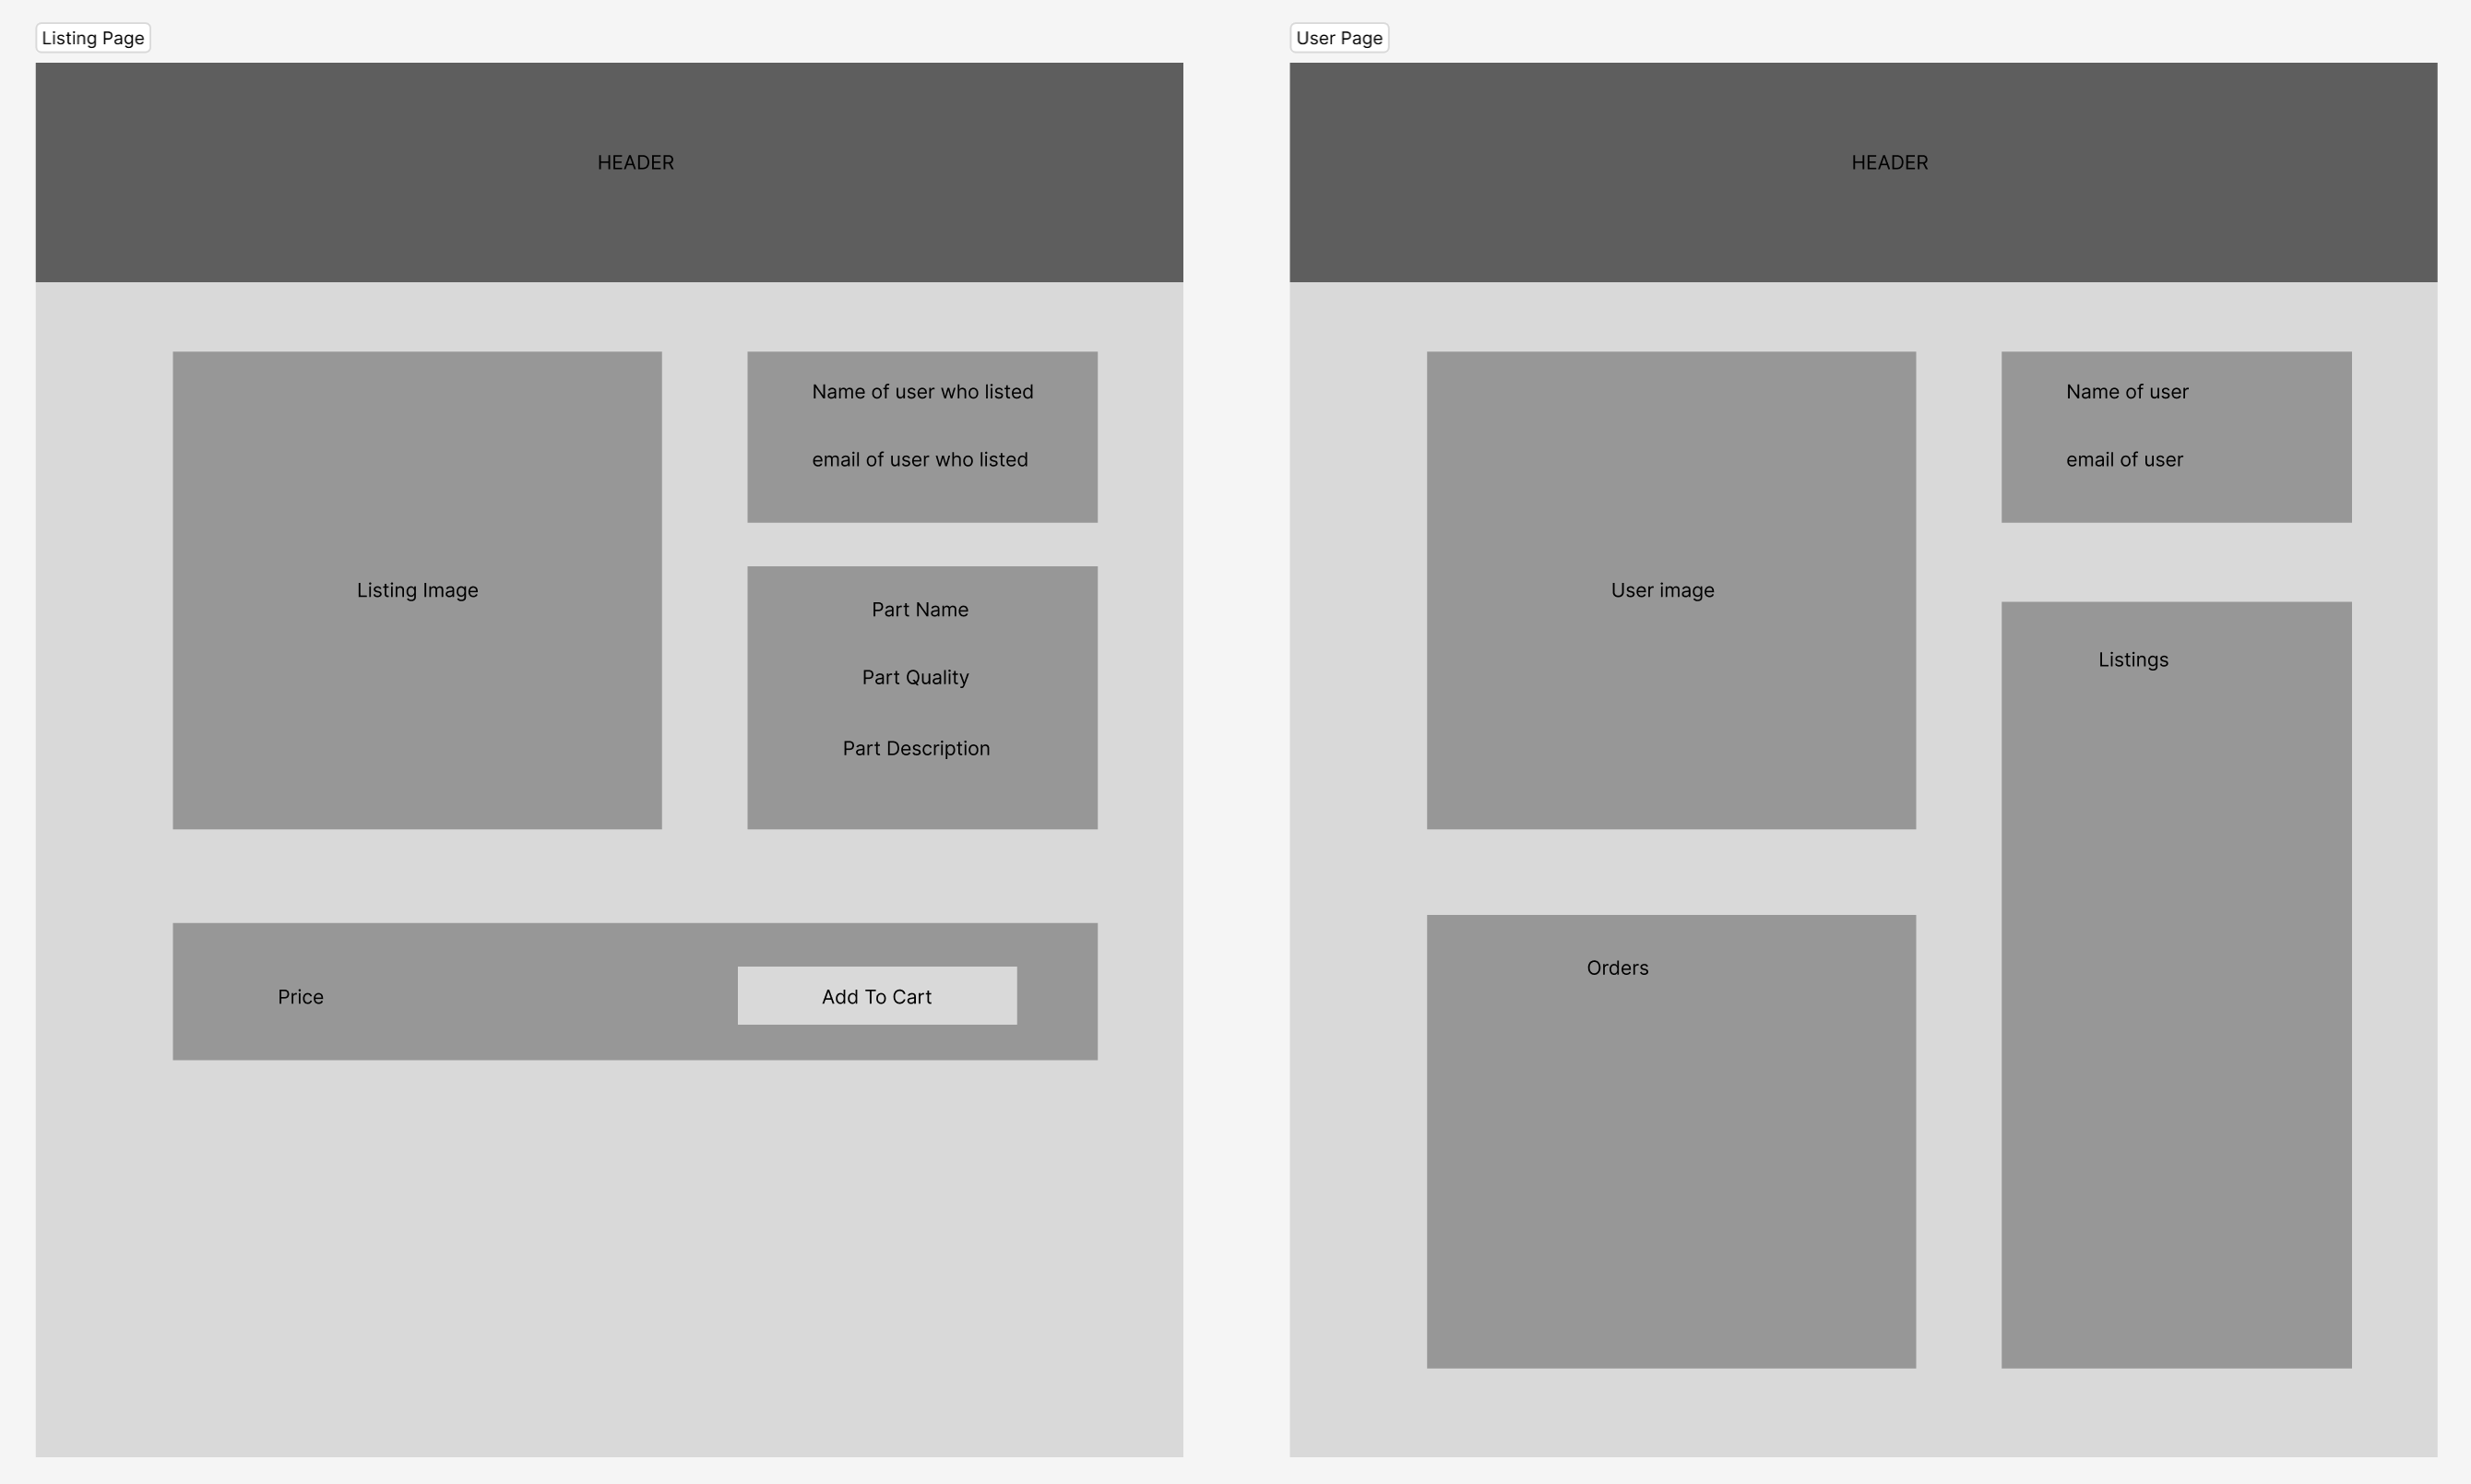 Listing Page
HEADER
Listing Image
Name of user who listed
email of user who listed
Part Name
Part Quality
Part Description
Price
Add To Cart
User Page
HEADER
User image
Name of user
email of user
Listings
Orders